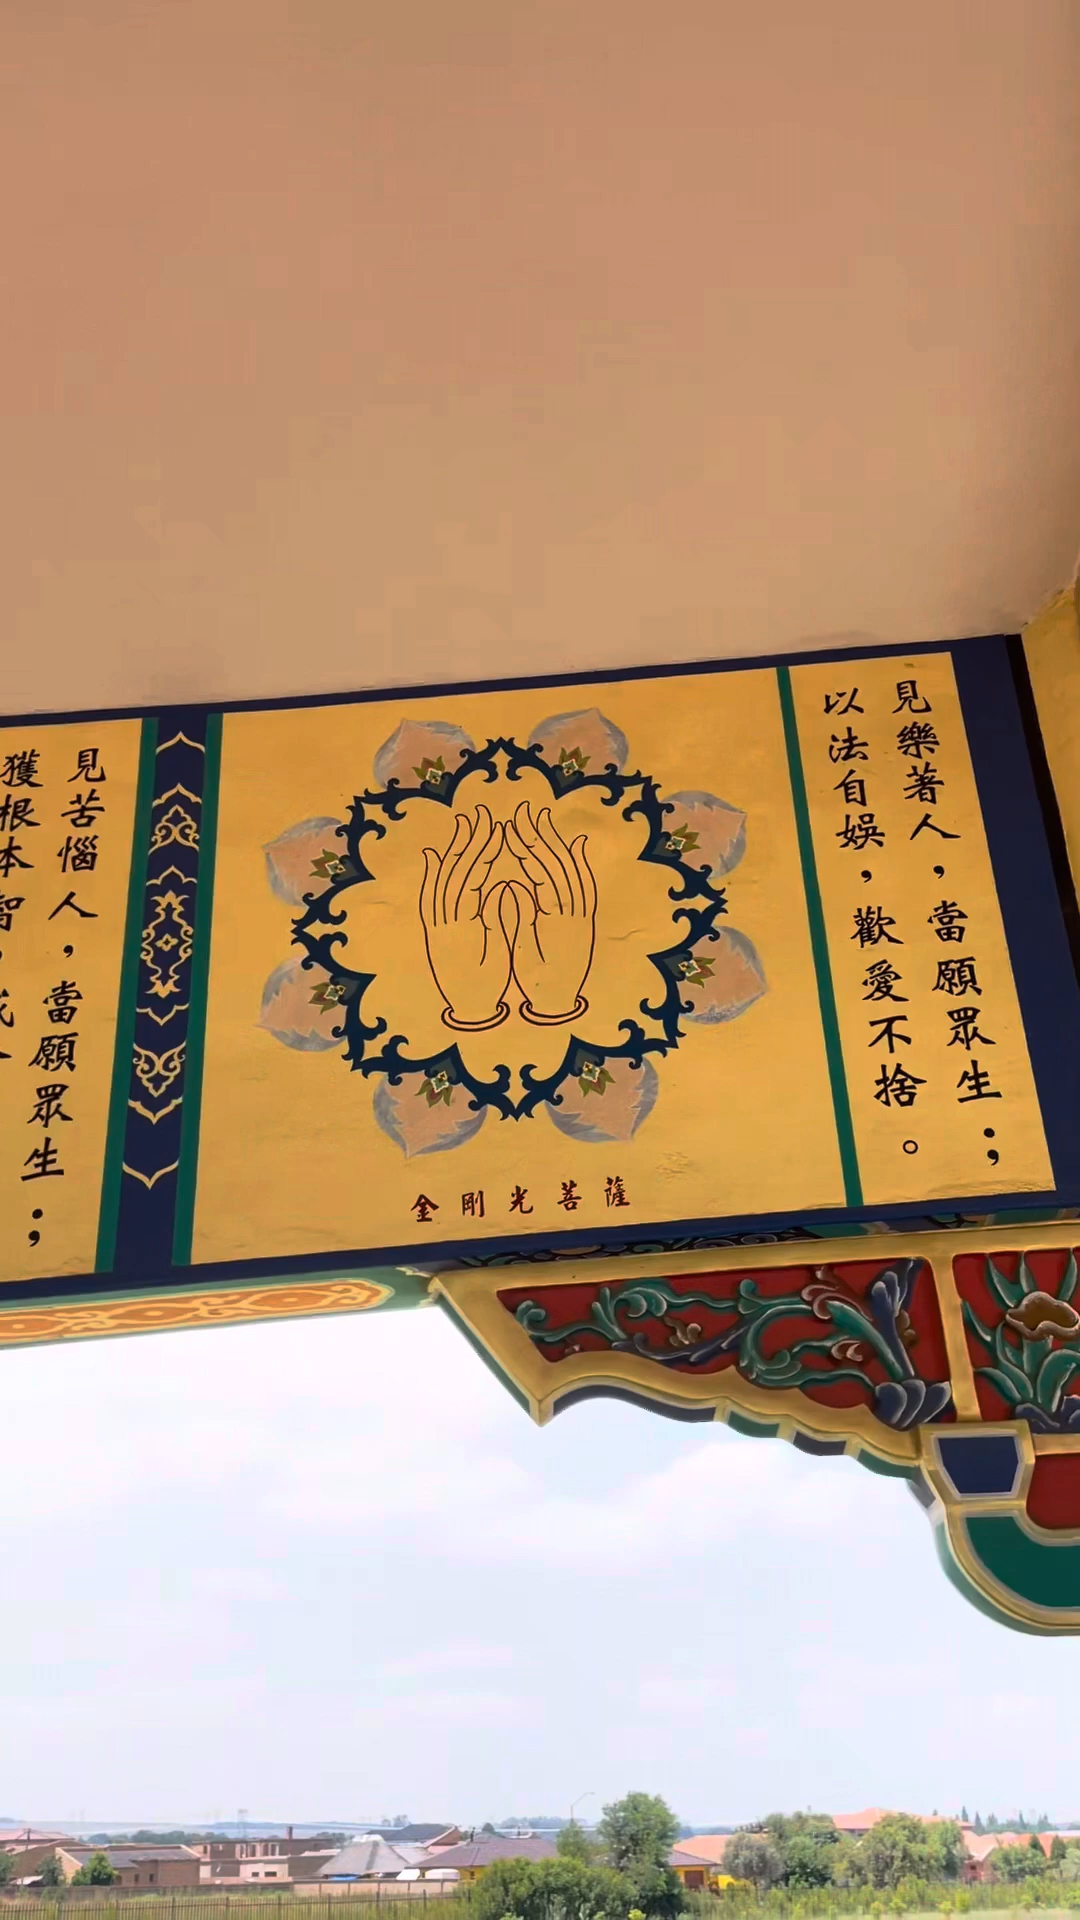 見樂著人，當願眾生；
以法自娛，歡愛不捨。
金剛光菩薩
見苦惱人，當願眾生；
獲根本智，